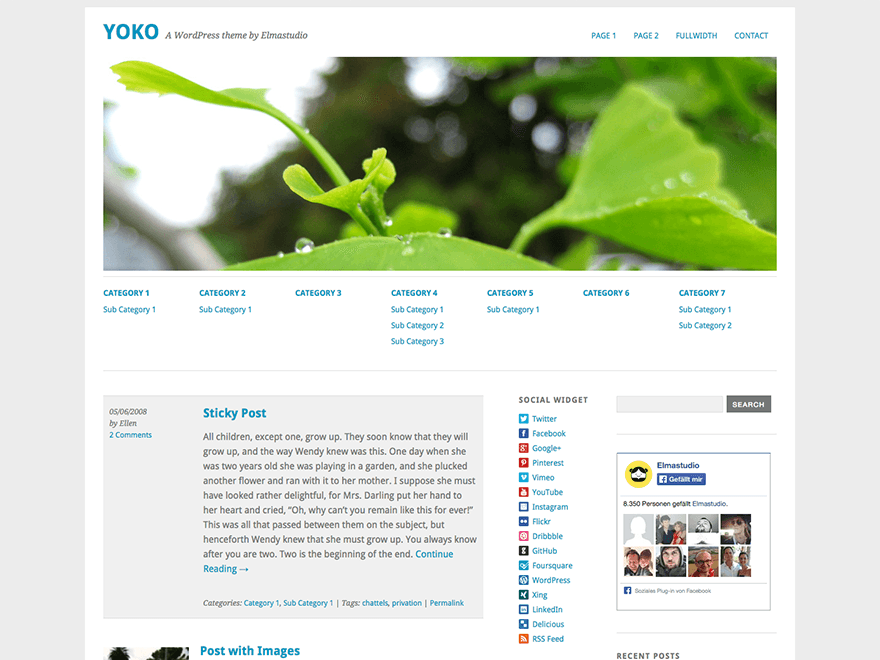 YOKO A WordPress theme by Elmastudio
PAGE 1 PAGE 2 FULLWIDTH CONTACT
CATEGORY 1
Sub Category 1
CATEGORY 2
Sub Category 1
CATEGORY 3
CATEGORY 4
Sub Category 1
Sub Category 2
Sub Category 3
CATEGORY 5
Sub Category 1
CATEGORY 6
CATEGORY 7
Sub Category 1
Sub Category 2
05/06/2008
by Ellen
2 Comments
Sticky Post
All children, except one, grow up. They soon know that they will
grow up, and the way Wendy knew was this. One day when she
was two years old she was playing in a garden, and she plucked
another flower and ran with it to her mother. I suppose she must
have looked rather delightful, for Mrs. Darling put her hand to
her heart and cried, “Oh, why can’t you remain like this for ever!”
This was all that passed between them on the subject, but
henceforth Wendy knew that she must grow up. You always know
after you are two. Two is the beginning of the end. Continue
Reading →
Categories: Category 1, Sub Category 1 | Tags: chattels, privation | Permalink
Post with Images
SOCIAL WIDGET
Twitter
Facebook
Google+
Pinterest
Vimeo
YouTube
Instagram
Flickr
Dribbble
GitHub
Foursquare
WordPress
Xing
LinkedIn
Delicious
RSS Feed
SEARCH
Elmastudio
Gefällt mir
8.350 Personen gefällt Elmastudio.
Soziales Plug-in von Facebook
RECENT POSTS